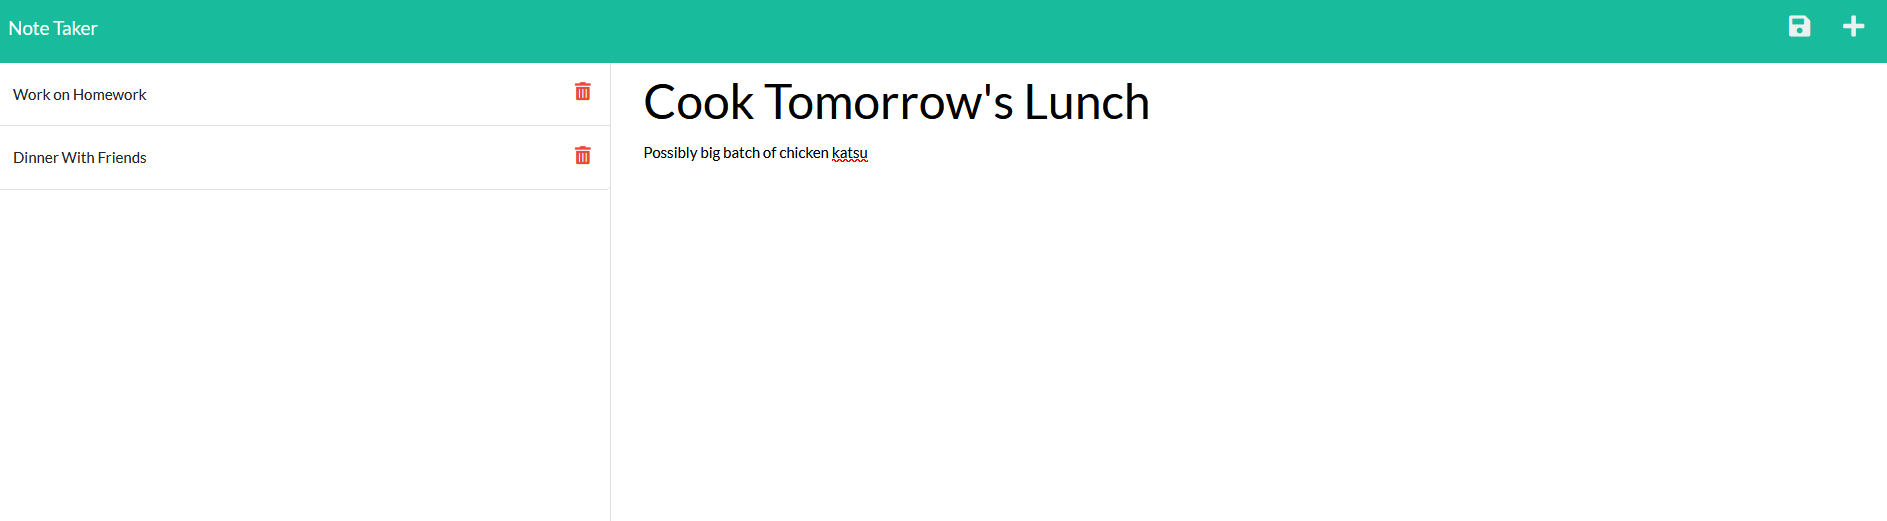 Note Taker
Work on Homework
Dinner With Friends
Cook Tomorrow's Lunch
Possibly big batch of chicken katsu